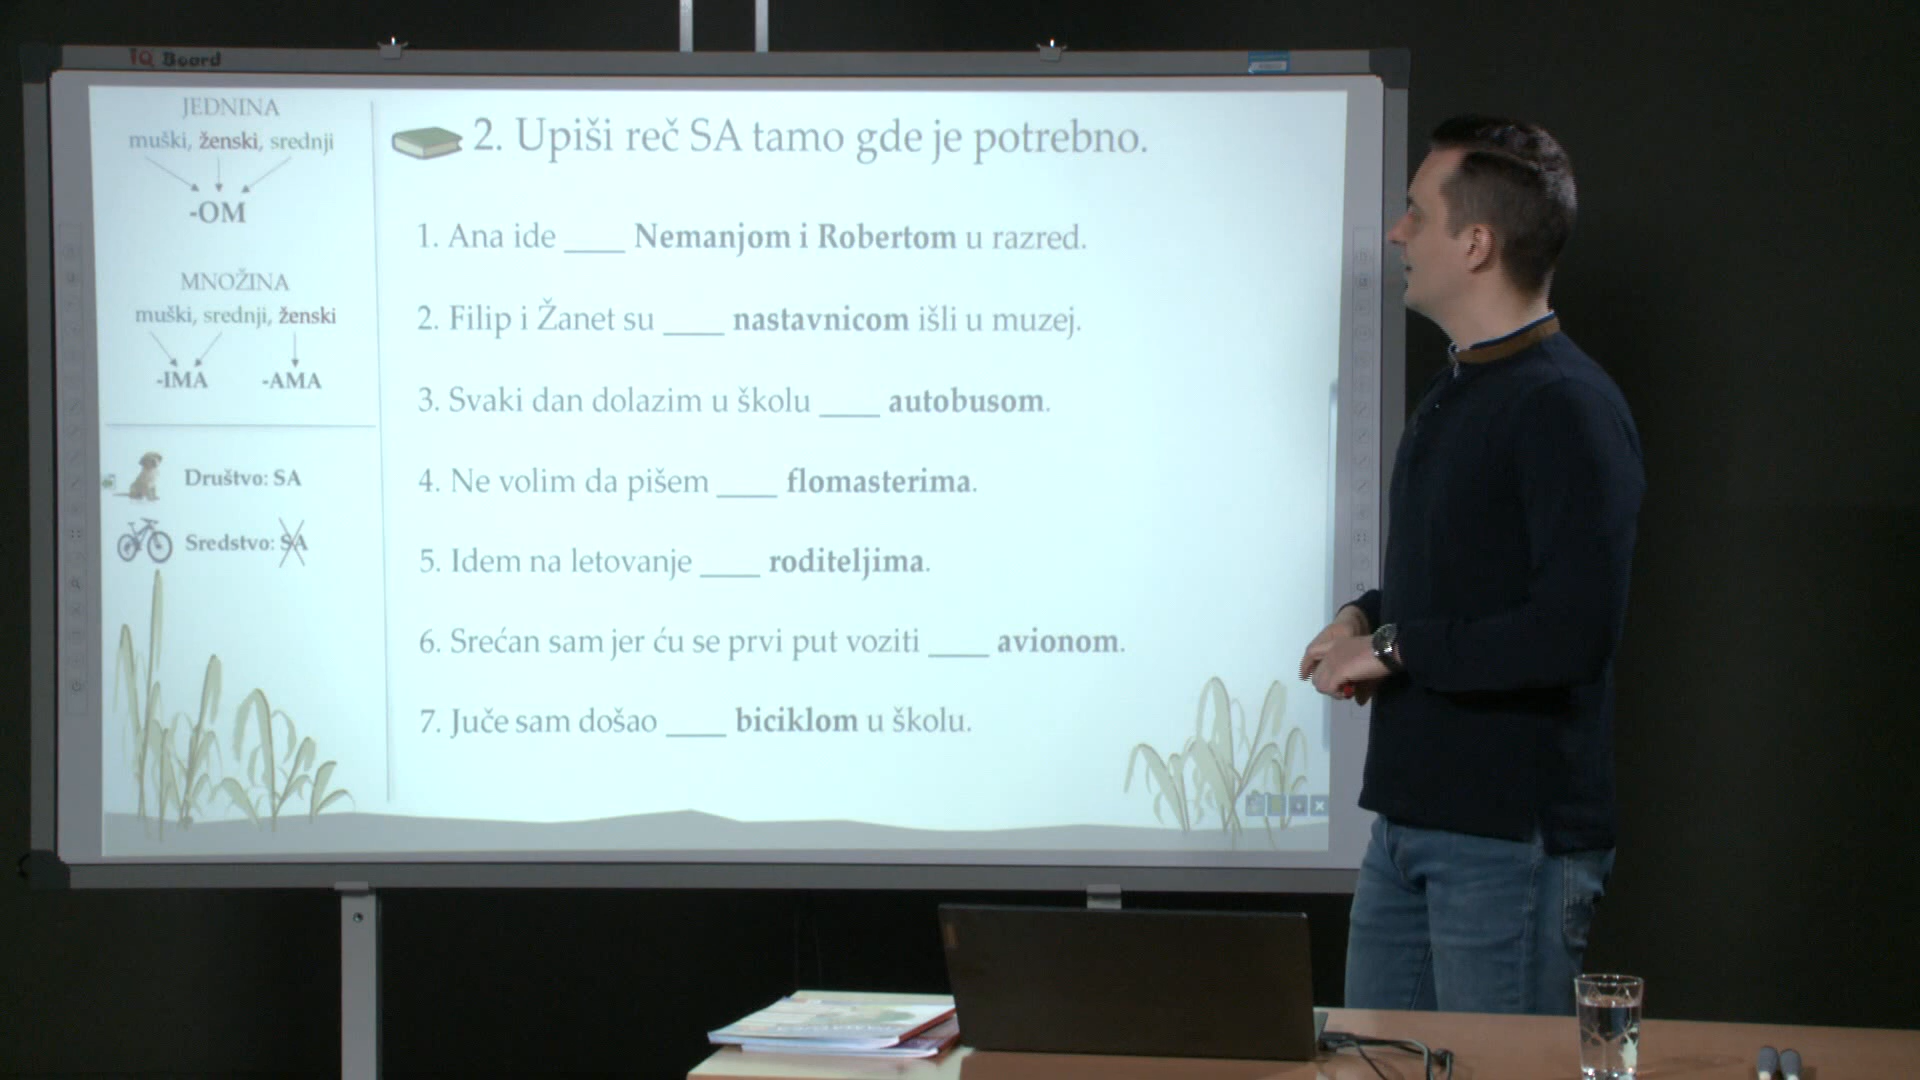 IQ Board
JEDNINA
muški, ženski, srednji
-OM
MNOŽINA
muški, srednji, ženski
-IMA -AMA
Društvo: SA
Sredstvo: SA
2. Upiši reč SA tamo gde je potrebno.
1. Ana ide ____ Nemanjom i Robertom u razred.
2. Filip i Žanet su ____ nastavnicom išli u muzej.
3. Svaki dan dolazim u školu ____ autobusom.
4. Ne volim da pišem ____ flomasterima.
5. Idem na letovanje ____ roditeljima.
6. Srećan sam jer ću se prvi put voziti ____ avionom.
7. Juče sam došao ____ biciklom u školu.